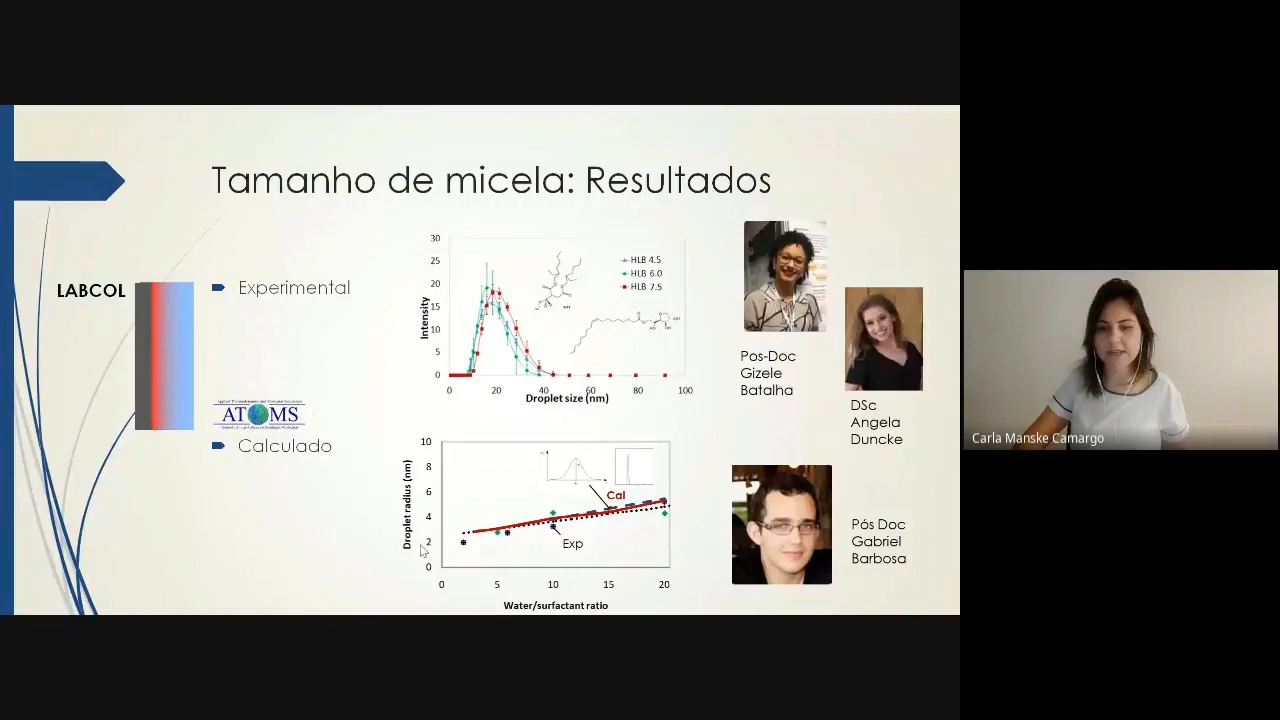 Tamanho de micela: Resultados
LABCOL
Experimental
ATOMS
Calculado
30
25
20
15
10
5
0
Intensity
HLB 4.5
HLB 6.0
HLB 7.5
0 20 40 60 80 100
Droplet size (nm)
10
8
6
4
2
0
Droplet radius (nm)
Cal
Exp
0 5 10 15 20
Water/surfactant ratio
Pos-Doc
Gizele
Batalha
DSc
Angela
Duncke
Pós Doc
Gabriel
Barbosa
Carla Manske Camargo